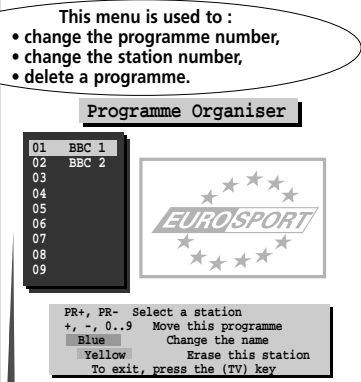 This menu is used to :
• change the programme number,
• change the station number,
• delete a programme.
Programme Organiser
01 BBC 1
02 BBC 2
03
04
05
06
07
08
09
EUROSPORT
PR+, PR- Select a station
+, -, 0..9 Move this programme
Blue Change the name
Yellow Erase this station
To exit, press the (TV) key